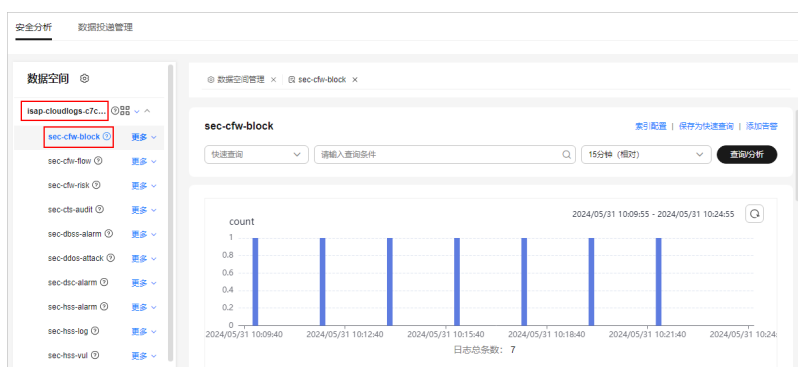 安全分析 数据投递管理
数据空间
数据空间管理 × sec-cfw-block ×
isap-cloudlogs-c7c...
sec-cfw-block 更多
sec-cfw-flow 更多
sec-cfw-risk 更多
sec-cts-audit 更多
sec-dbss-alarm 更多
sec-ddos-attack 更多
sec-dsc-alarm 更多
sec-hss-alarm 更多
sec-hss-log 更多
sec-hss-vul 更多
sec-cfw-block
索引配置 | 保存为快速查询 | 添加告警
快速查询 请输入查询条件 15分钟（相对） 查询/分析
count
2024/05/31 10:09:55 - 2024/05/31 10:24:55
1
0.8
0.6
0.4
0.2
0
2024/05/31 10:09:40 2024/05/31 10:12:40 2024/05/31 10:15:40 2024/05/31 10:18:40 2024/05/31 10:21:40 2024/05/31 10:24:
日志总条数： 7